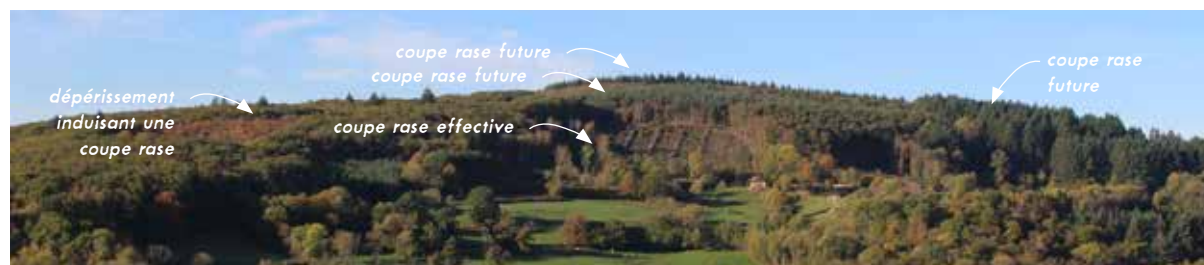 coupe rase future
coupe rase future
coupe rase
future
dépérissement
induisant une
coupe rase
coupe rase effective